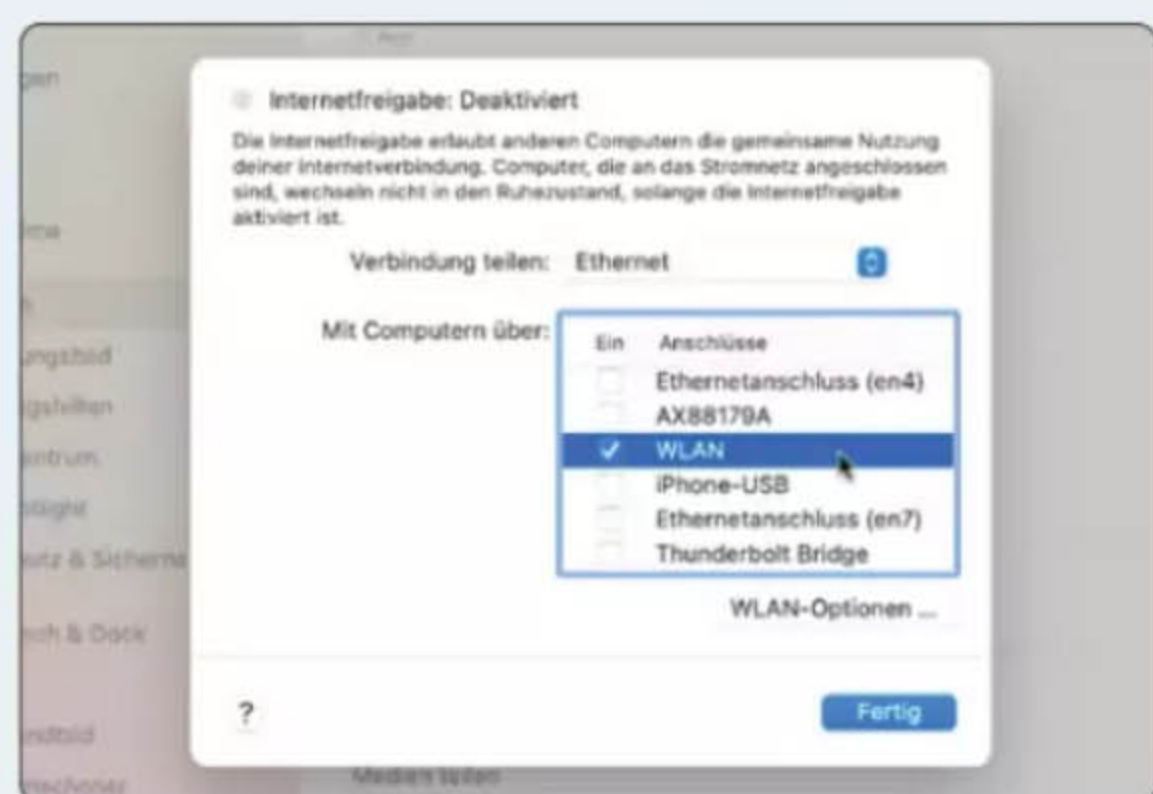 Internetfreigabe: Deaktiviert
Die Internetfreigabe erlaubt anderen Computern die gemeinsame Nutzung
deiner Internetverbindung. Computer, die an das Stromnetz angeschlossen
sind, wechseln nicht in den Ruhezustand, solange die Internetfreigabe
aktiviert ist.
Verbindung teilen: Ethernet
Mit Computern über:
Ein Anschlüsse
Ethernetanschluss (en4)
AX88179A
WLAN
iPhone-USB
Ethernetanschluss (en7)
Thunderbolt Bridge
WLAN-Optionen ...
? Fertig
Medien teilen